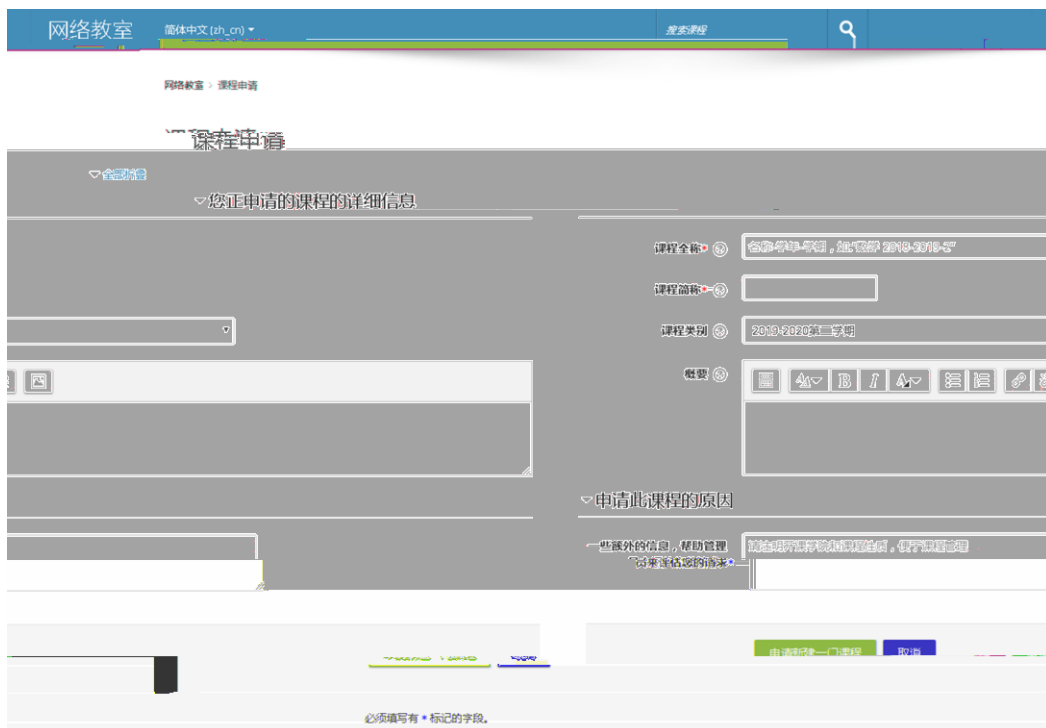 网络教室 简体中文 (zh_cn) 搜索课程
网络教室 > 课程申请
课程申请
全部折叠
您正申请的课程的详细信息
课程全称* 名称-学年-学期，如"数学 2018-2019-2"
课程简称*
课程类别 2019-2020第二学期
概要
申请此课程的原因
一些额外的信息，帮助管理 请注明开课学院和课程性质，便于课程管理
员来评估您的请求*
申请新建一门课程 取消
必须填写有 * 标记的字段。